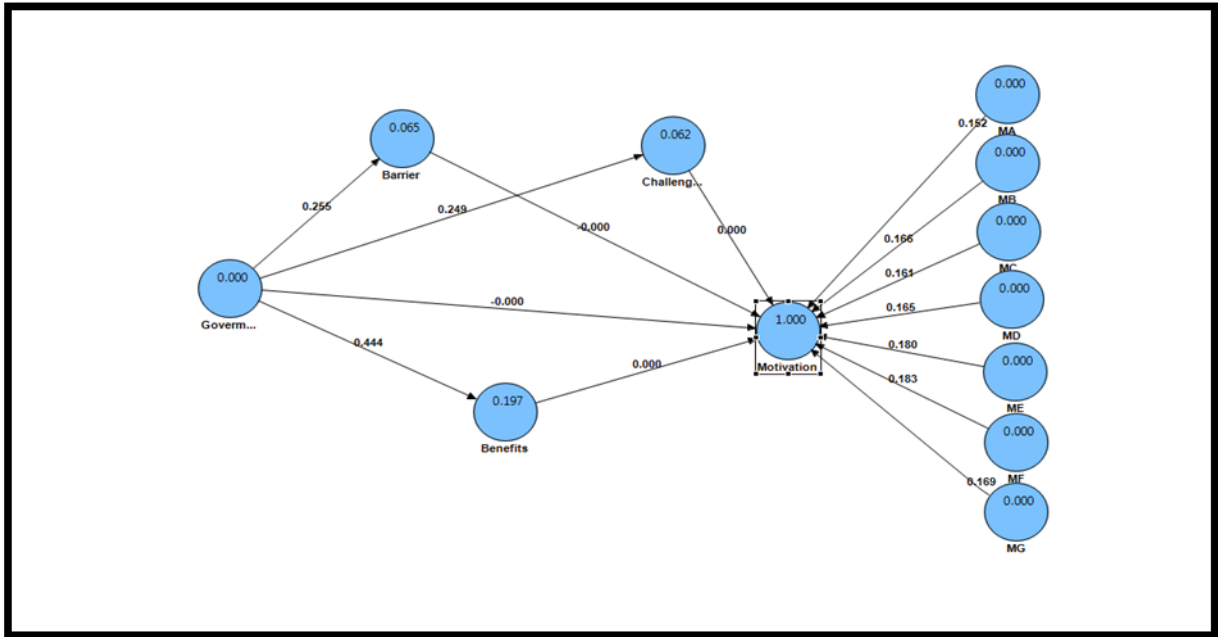 0.000
MA
0.152
0.065
Barrier
0.062
Challeng...
0.000
MB
0.255
0.249
-0.000
0.000
0.166
0.000
MC
0.161
0.000
Goverm...
-0.000
1.000
Motivation
0.165
0.000
MD
0.444
0.000
0.180
0.000
ME
0.183
0.197
Benefits
0.000
MF
0.169
0.000
MG